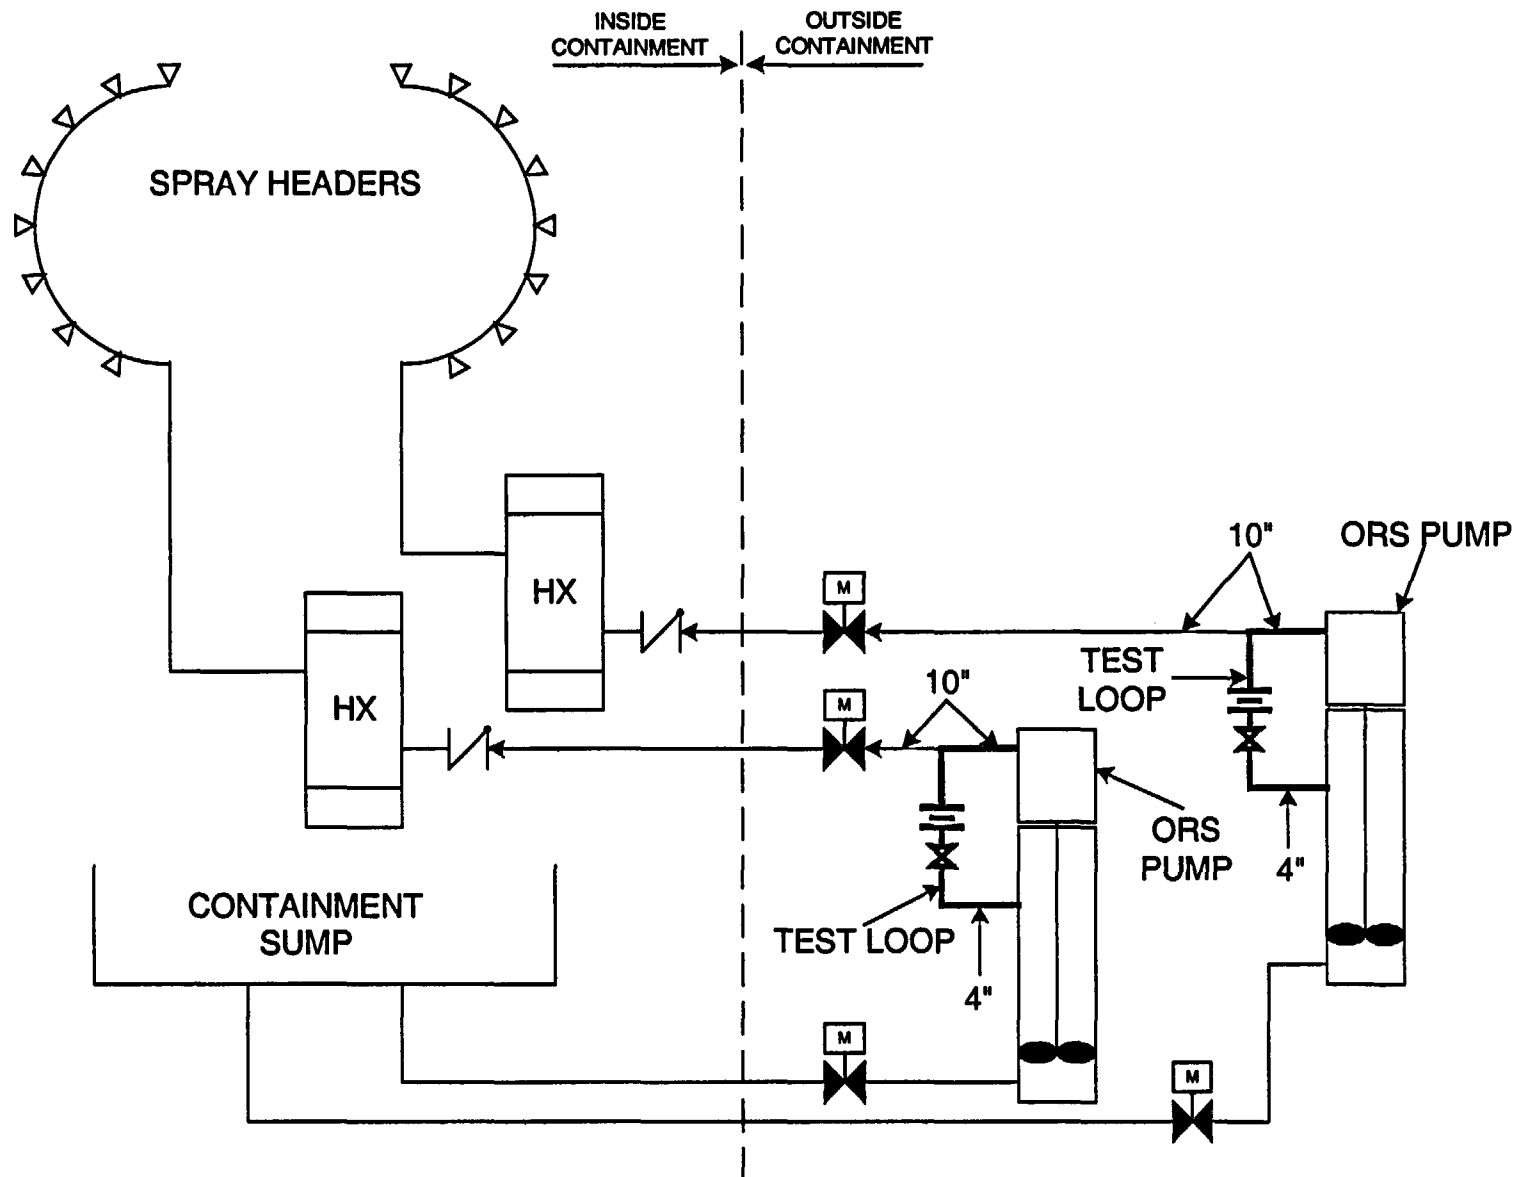 INSIDE
CONTAINMENT
OUTSIDE
CONTAINMENT
SPRAY HEADERS
10"
ORS PUMP
HX
M
TEST
LOOP
HX
10"
M
ORS
PUMP
4"
CONTAINMENT
SUMP
TEST LOOP
4"
M
M